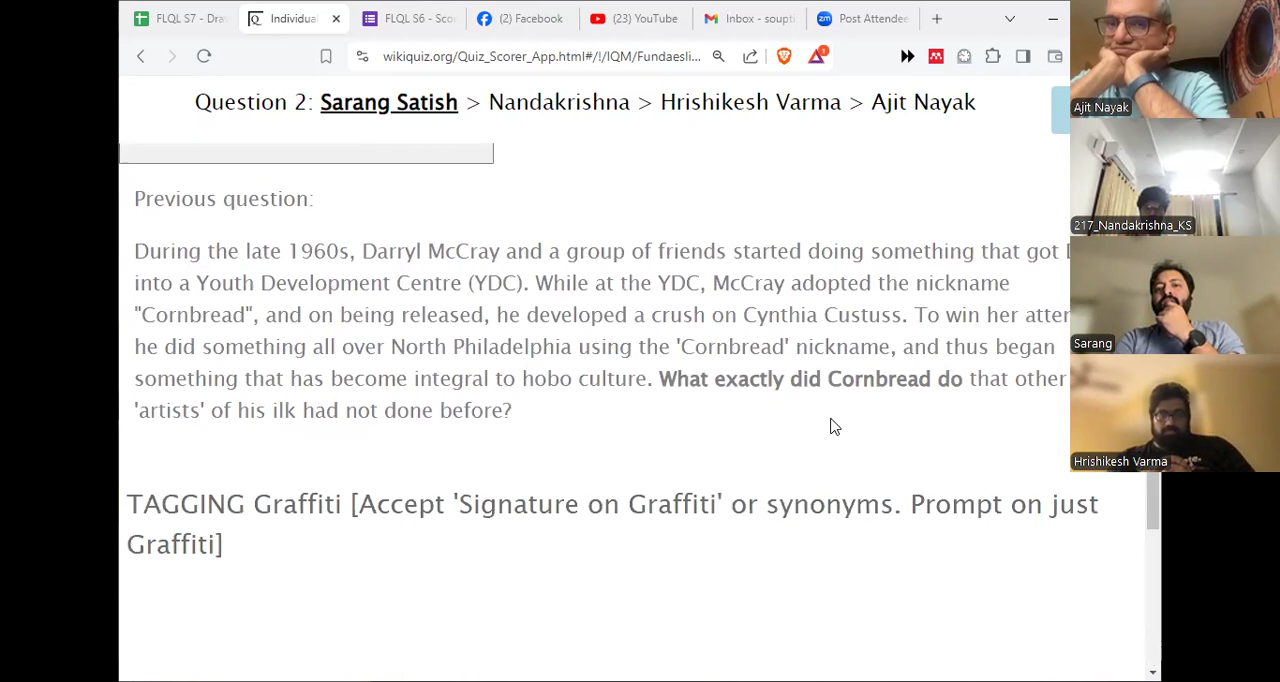 FLQL S7 - Dra
Individual
FLQL S6 - Sco
(2) Facebook
(23) YouTube
Inbox - soupti
Post Attendee
wikiquiz.org/Quiz_Scorer_App.html#/!/IQM/Fundaesli...
1
Question 2: Sarang Satish > Nandakrishna > Hrishikesh Varma > Ajit Nayak
Previous question:
During the late 1960s, Darryl McCray and a group of friends started doing something that got
into a Youth Development Centre (YDC). While at the YDC, McCray adopted the nickname
"Cornbread", and on being released, he developed a crush on Cynthia Custuss. To win her atten
he did something all over North Philadelphia using the 'Cornbread' nickname, and thus began
something that has become integral to hobo culture. What exactly did Cornbread do that other
'artists' of his ilk had not done before?
TAGGING Graffiti [Accept 'Signature on Graffiti' or synonyms. Prompt on just
Graffiti]
Ajit Nayak
217_Nandakrishna_KS
Sarang
Hrishikesh Varma